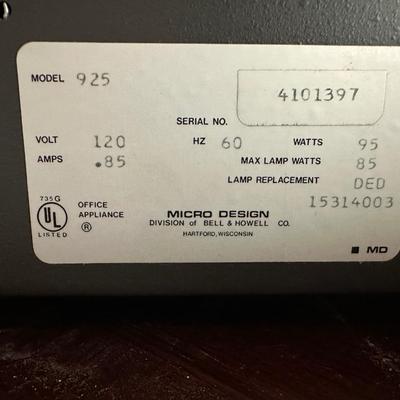 MODEL 925
SERIAL NO. 4101397
VOLT 120 HZ 60 WATTS 95
AMPS .85 MAX LAMP WATTS 85
LAMP REPLACEMENT DED
15314003
735G
UL
LISTED
OFFICE
APPLIANCE
®
MICRO DESIGN
DIVISION OF BELL & HOWELL CO.
HARTFORD, WISCONSIN
■ MD